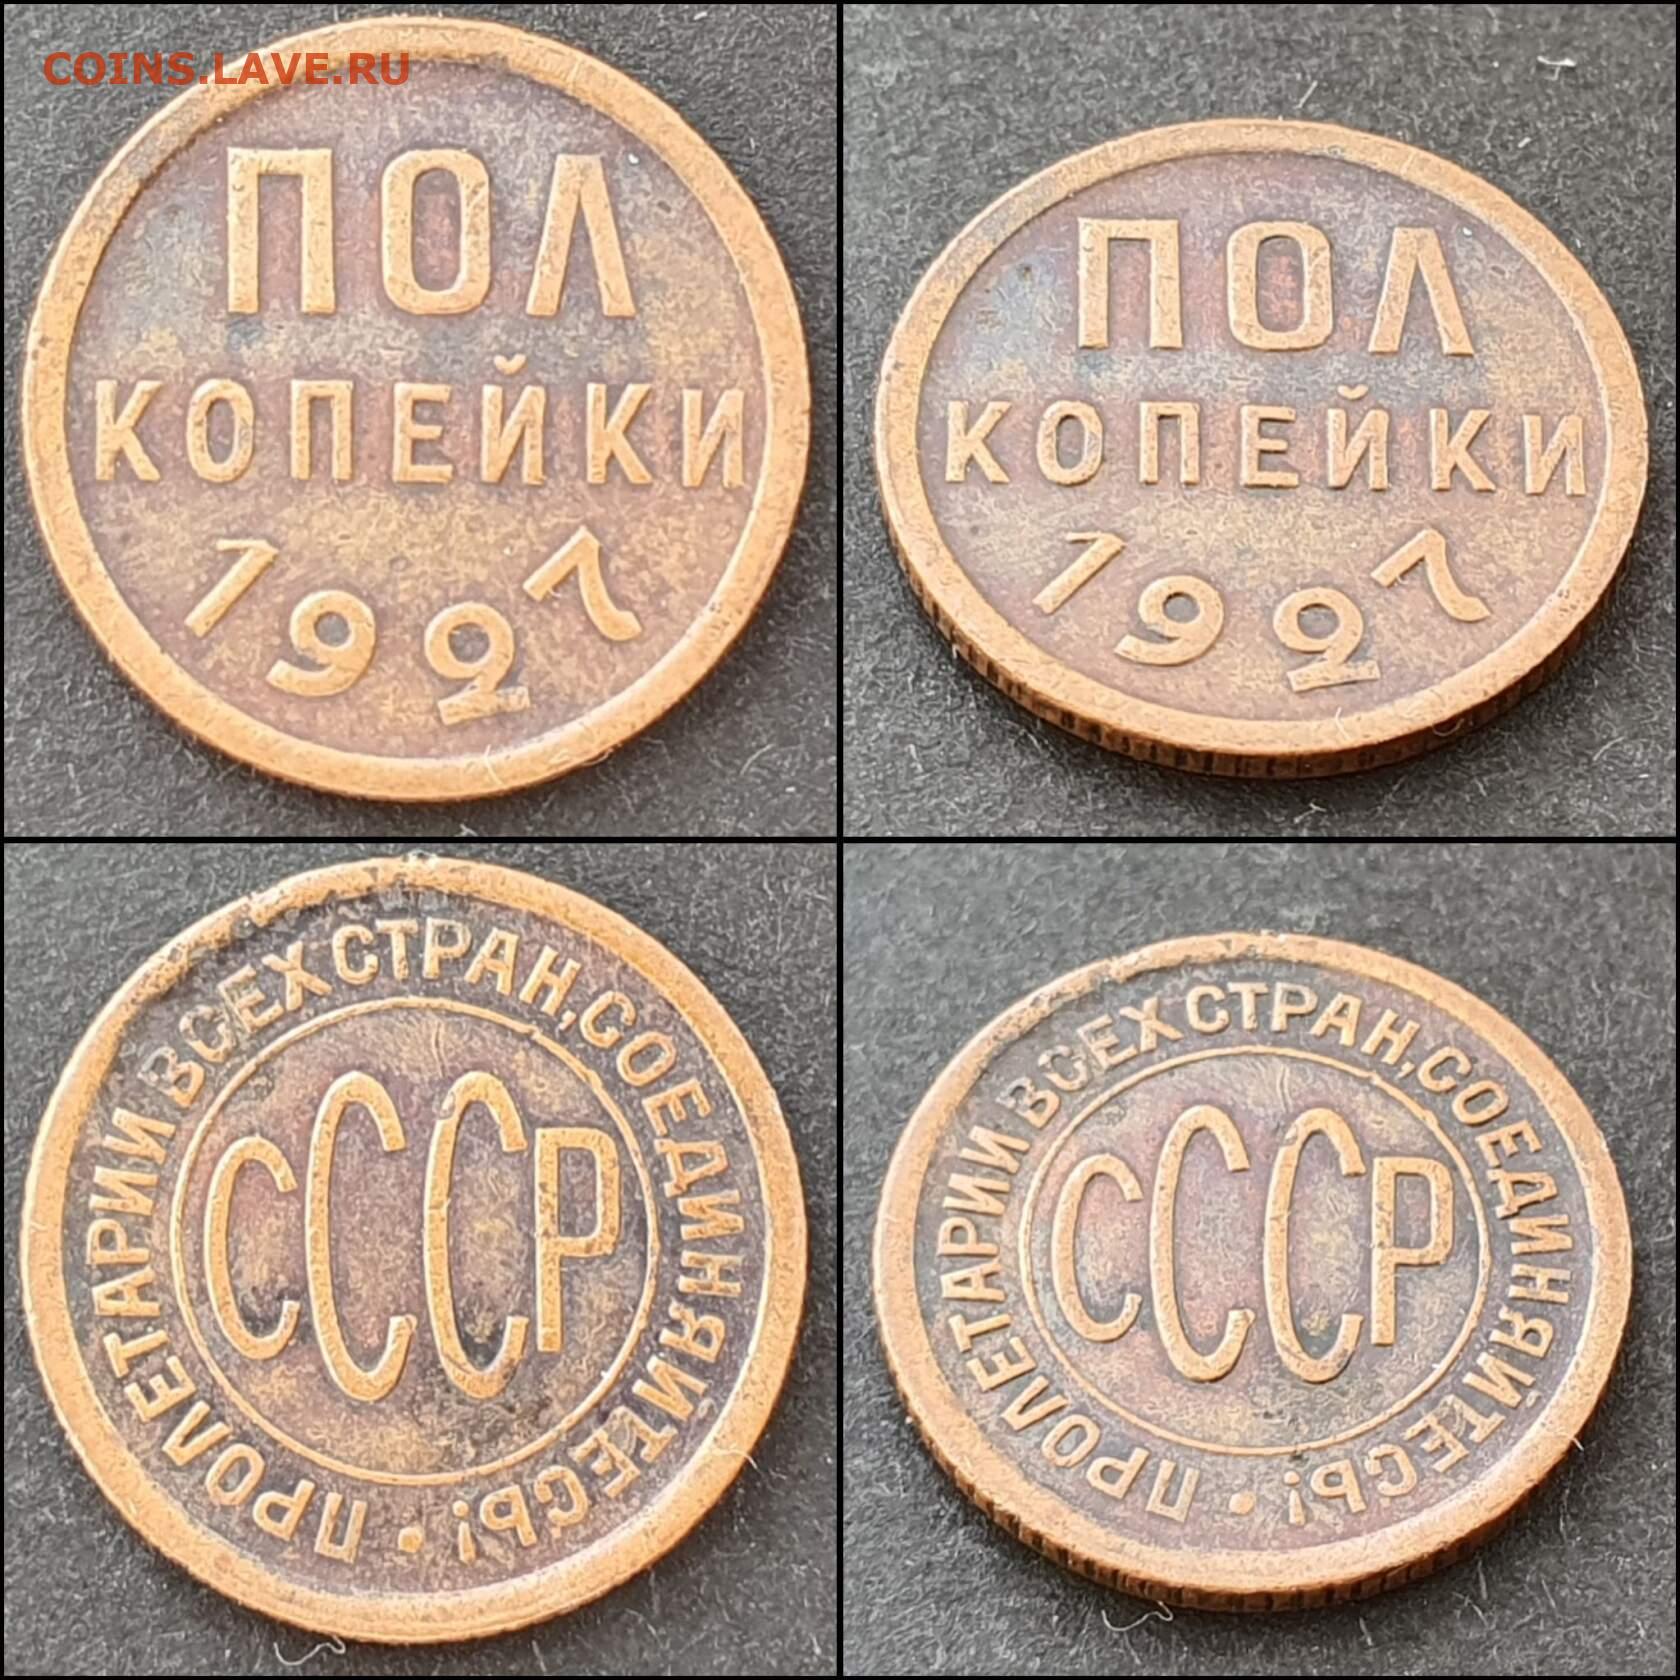 COINS.LAVE.RU
ПОЛ
КОПЕЙКИ
1927
ПОЛ
КОПЕЙКИ
1927
ПРОЛЕТАРИИ ВСЕХ СТРАН, СОЕДИНЯЙТЕСЬ! •
СССР
ПРОЛЕТАРИИ ВСЕХ СТРАН, СОЕДИНЯЙТЕСЬ! •
СССР